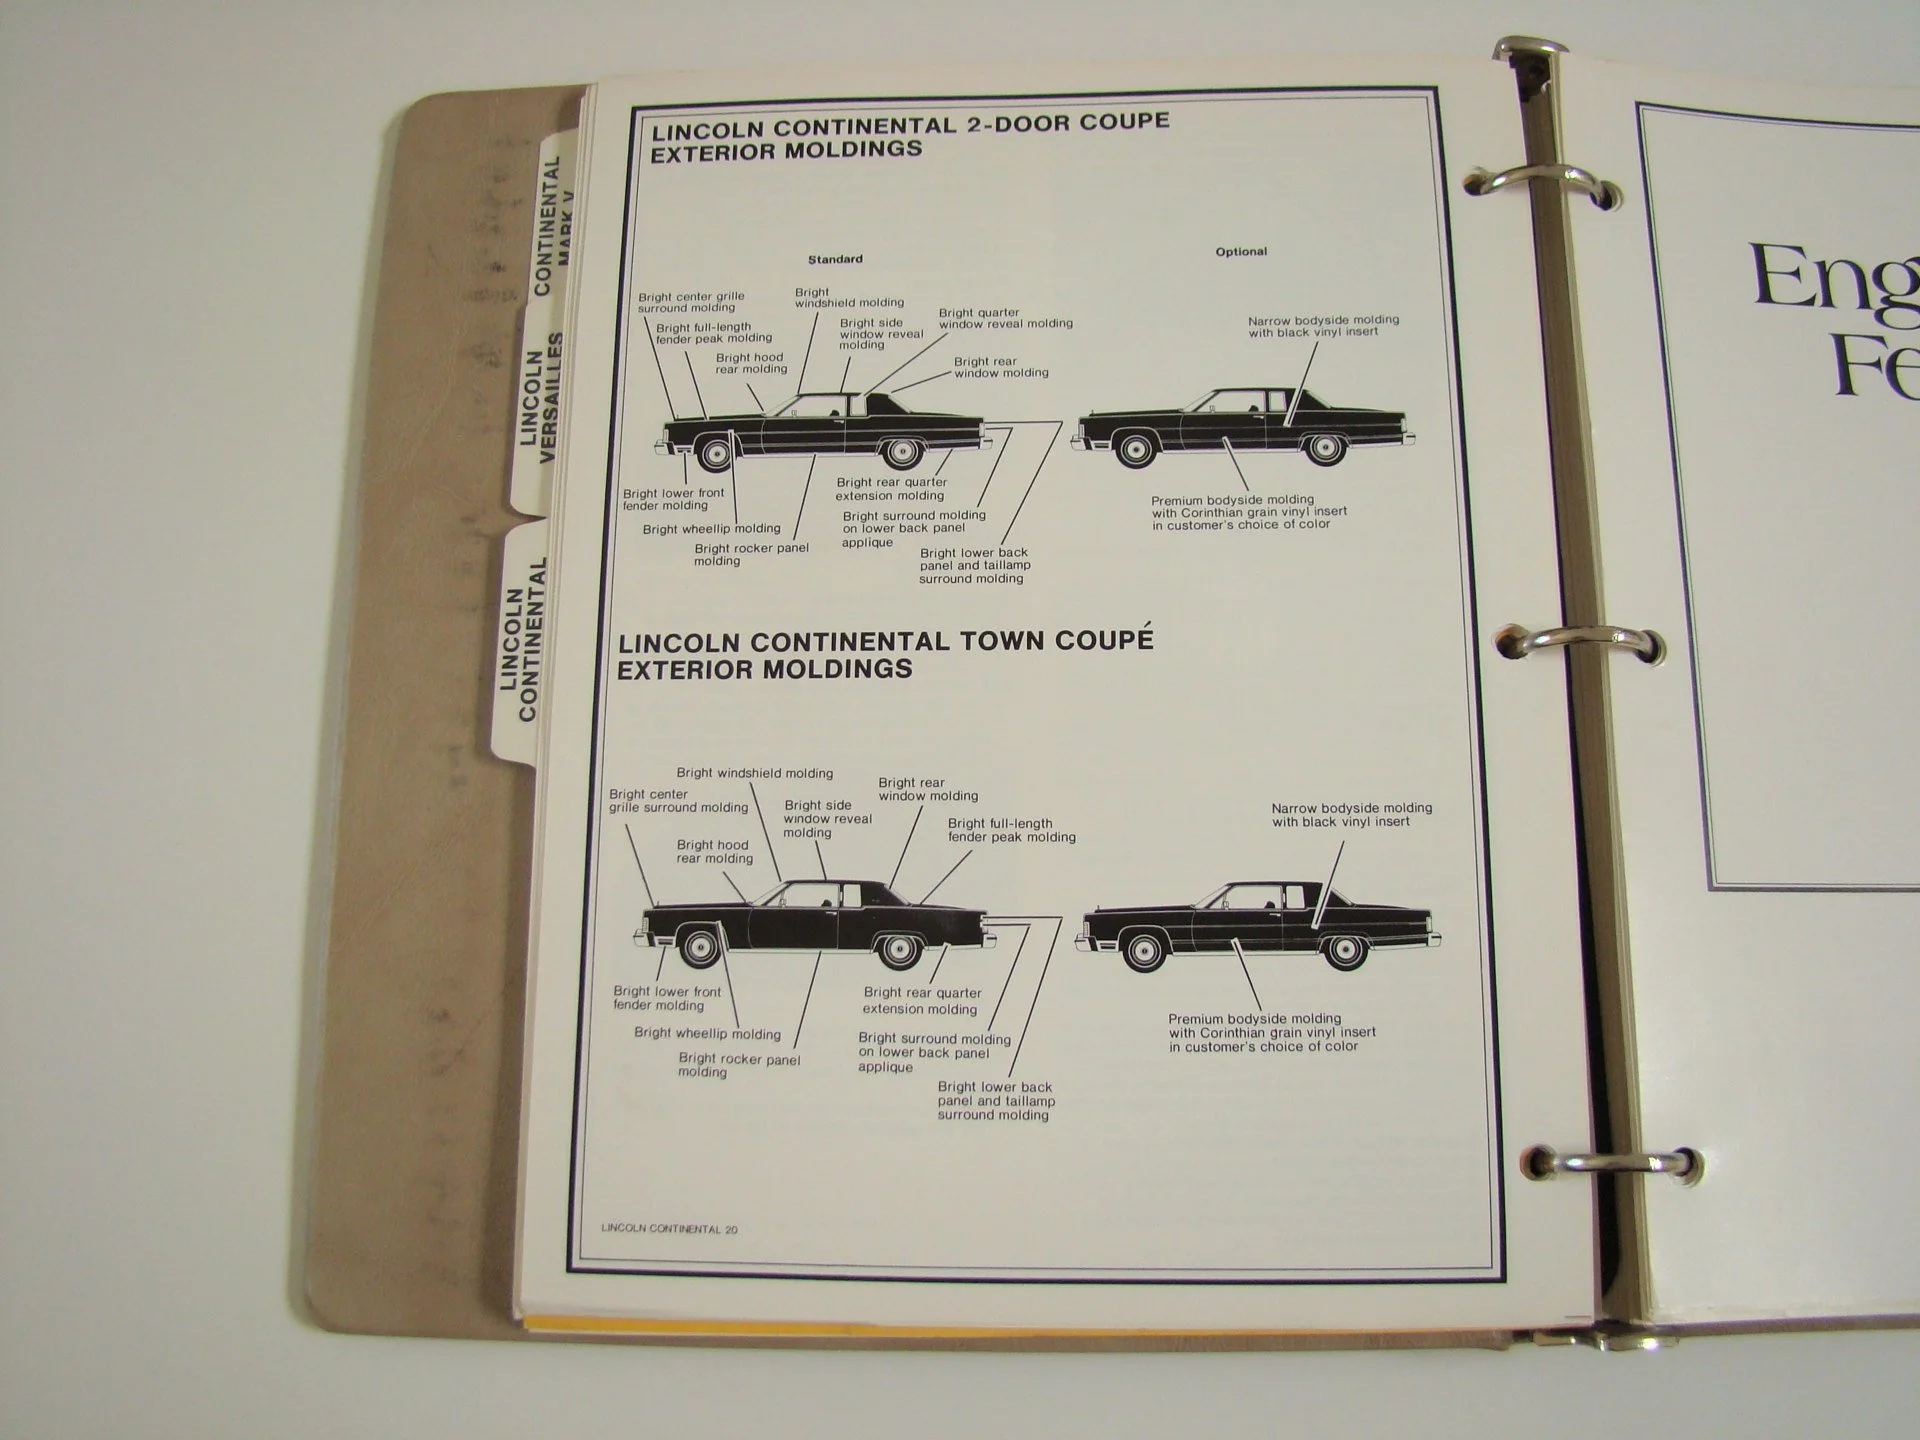 CONTINENTAL
MARK V
LINCOLN
VERSAILLES
LINCOLN
CONTINENTAL
LINCOLN CONTINENTAL 2-DOOR COUPE
EXTERIOR MOLDINGS
Standard
Optional
Bright center grille
surround molding
Bright full-length
fender peak molding
Bright hood
rear molding
Bright
windshield molding
Bright side
window reveal
molding
Bright quarter
window reveal molding
Bright rear
window molding
Bright lower front
fender molding
Bright wheellip molding
Bright rocker panel
molding
Bright rear quarter
extension molding
Bright surround molding
on lower back panel
applique
Bright lower back
panel and taillamp
surround molding
Narrow bodyside molding
with black vinyl insert
Premium bodyside molding
with Corinthian grain vinyl insert
in customer's choice of color
LINCOLN CONTINENTAL TOWN COUPÉ
EXTERIOR MOLDINGS
Bright windshield molding
Bright center
grille surround molding
Bright hood
rear molding
Bright side
window reveal
molding
Bright rear
window molding
Bright full-length
fender peak molding
Bright lower front
fender molding
Bright wheellip molding
Bright rocker panel
molding
Bright rear quarter
extension molding
Bright surround molding
on lower back panel
applique
Bright lower back
panel and taillamp
surround molding
Narrow bodyside molding
with black vinyl insert
Premium bodyside molding
with Corinthian grain vinyl insert
in customer's choice of color
LINCOLN CONTINENTAL 20
Eng
Fe